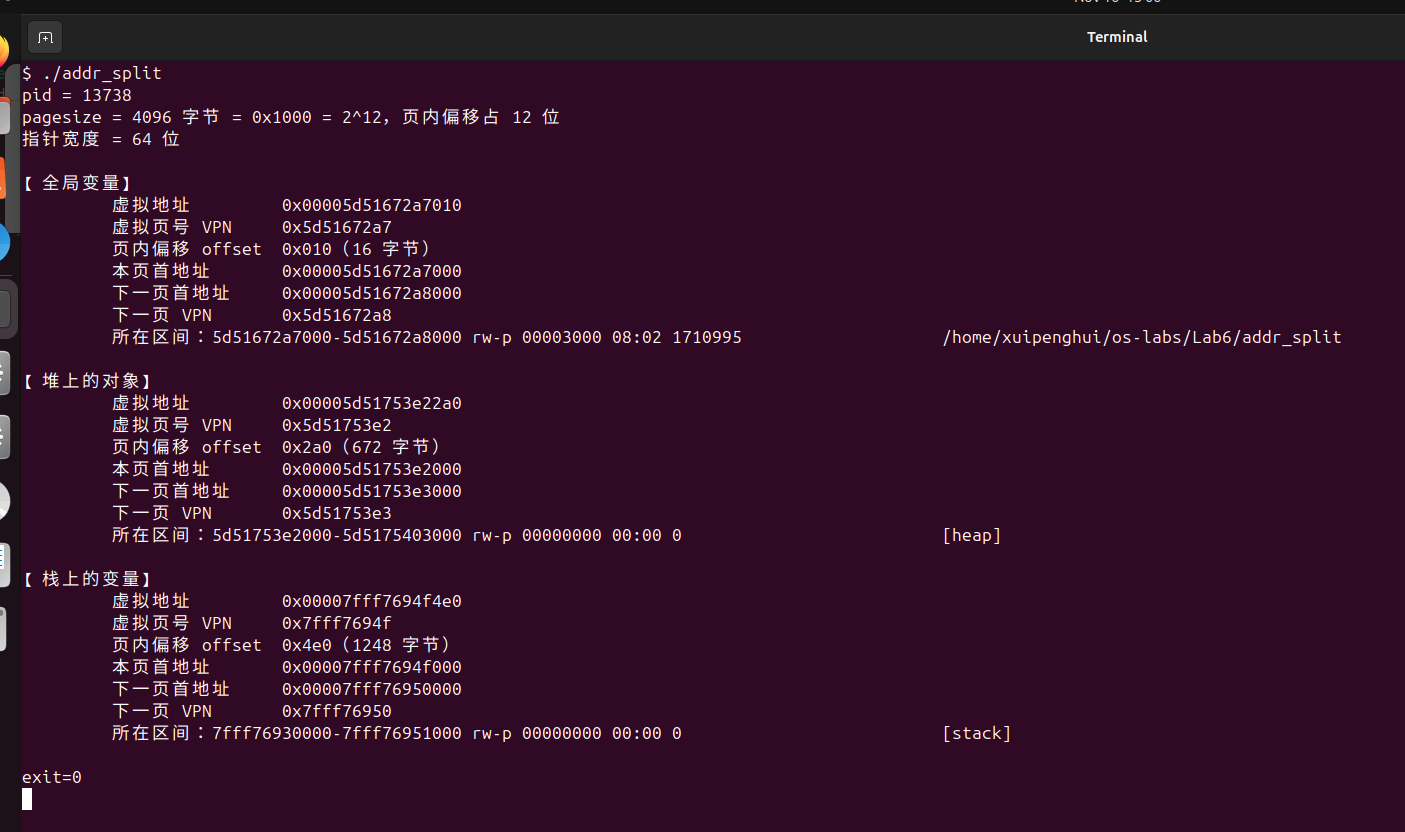 Terminal
$ ./addr_split
pid = 13738
pagesize = 4096 字节 = 0x1000 = 2^12，页内偏移占 12 位
指针宽度 = 64 位
【全局变量】
虚拟地址 0x00005d51672a7010
虚拟页号 VPN 0x5d51672a7
页内偏移 offset 0x010（16 字节）
本页首地址 0x00005d51672a7000
下一页首地址 0x00005d51672a8000
下一页 VPN 0x5d51672a8
所在区间：5d51672a7000-5d51672a8000 rw-p 00003000 08:02 1710995 /home/xuipenghui/os-labs/Lab6/addr_split
【堆上的对象】
虚拟地址 0x00005d51753e22a0
虚拟页号 VPN 0x5d51753e2
页内偏移 offset 0x2a0（672 字节）
本页首地址 0x00005d51753e2000
下一页首地址 0x00005d51753e3000
下一页 VPN 0x5d51753e3
所在区间：5d51753e2000-5d5175403000 rw-p 00000000 00:00 0 [heap]
【栈上的变量】
虚拟地址 0x00007fff7694f4e0
虚拟页号 VPN 0x7fff7694f
页内偏移 offset 0x4e0（1248 字节）
本页首地址 0x00007fff7694f000
下一页首地址 0x00007fff76950000
下一页 VPN 0x7fff76950
所在区间：7fff76930000-7fff76951000 rw-p 00000000 00:00 0 [stack]
exit=0